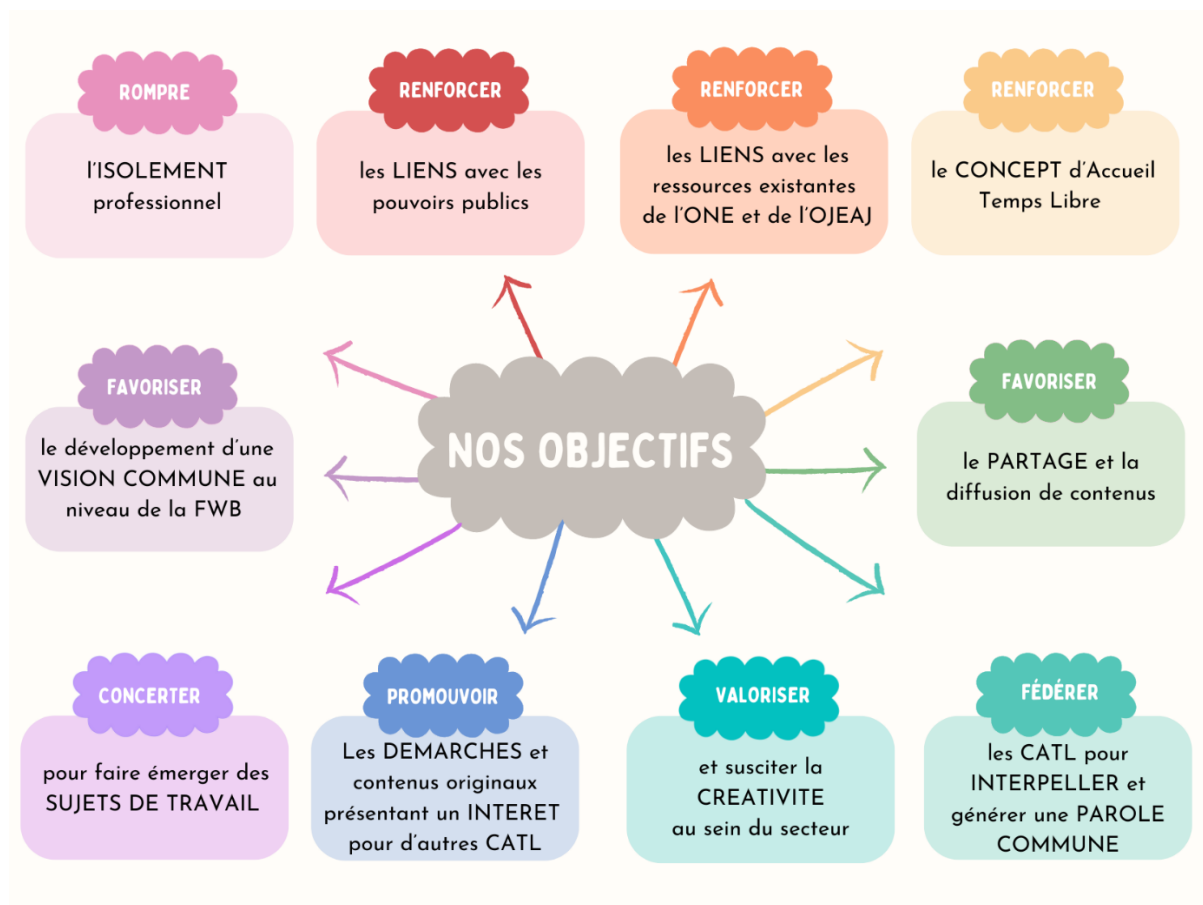 ROMPRE
l'ISOLEMENT
professionnel
RENFORCER
les LIENS avec les
pouvoirs publics
RENFORCER
les LIENS avec les
ressources existantes
de l'ONE et de l'OJEAJ
RENFORCER
le CONCEPT d'Accueil
Temps Libre
FAVORISER
le développement d'une
VISION COMMUNE au
niveau de la FWB
NOS OBJECTIFS
FAVORISER
le PARTAGE et la
diffusion de contenus
CONCERTER
pour faire émerger des
SUJETS DE TRAVAIL
PROMOUVOIR
Les DEMARCHES et
contenus originaux
présentant un INTERET
pour d'autres CATL
VALORISER
et susciter la
CREATIVITE
au sein du secteur
FÉDÉRER
les CATL pour
INTERPELLER et
générer une PAROLE
COMMUNE